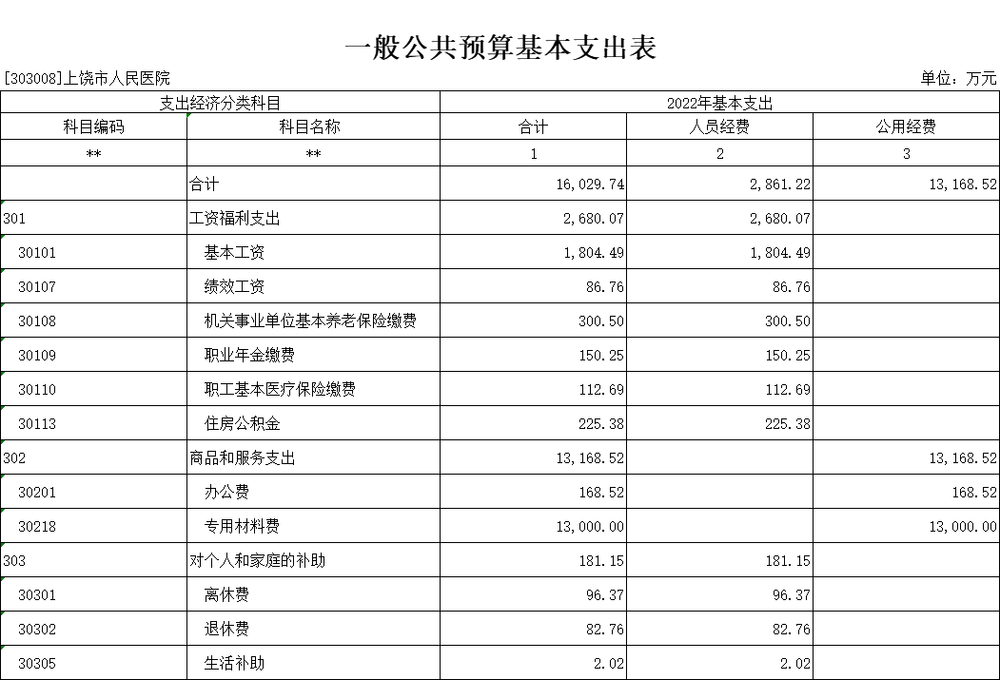 一般公共预算基本支出表
[303008]上饶市人民医院 单位：万元
支出经济分类科目 2022年基本支出
科目编码 科目名称 合计 人员经费 公用经费
** ** 1 2 3
合计 16,029.74 2,861.22 13,168.52
301 工资福利支出 2,680.07 2,680.07
30101 基本工资 1,804.49 1,804.49
30107 绩效工资 86.76 86.76
30108 机关事业单位基本养老保险缴费 300.50 300.50
30109 职业年金缴费 150.25 150.25
30110 职工基本医疗保险缴费 112.69 112.69
30113 住房公积金 225.38 225.38
302 商品和服务支出 13,168.52 13,168.52
30201 办公费 168.52 168.52
30218 专用材料费 13,000.00 13,000.00
303 对个人和家庭的补助 181.15 181.15
30301 离休费 96.37 96.37
30302 退休费 82.76 82.76
30305 生活补助 2.02 2.02